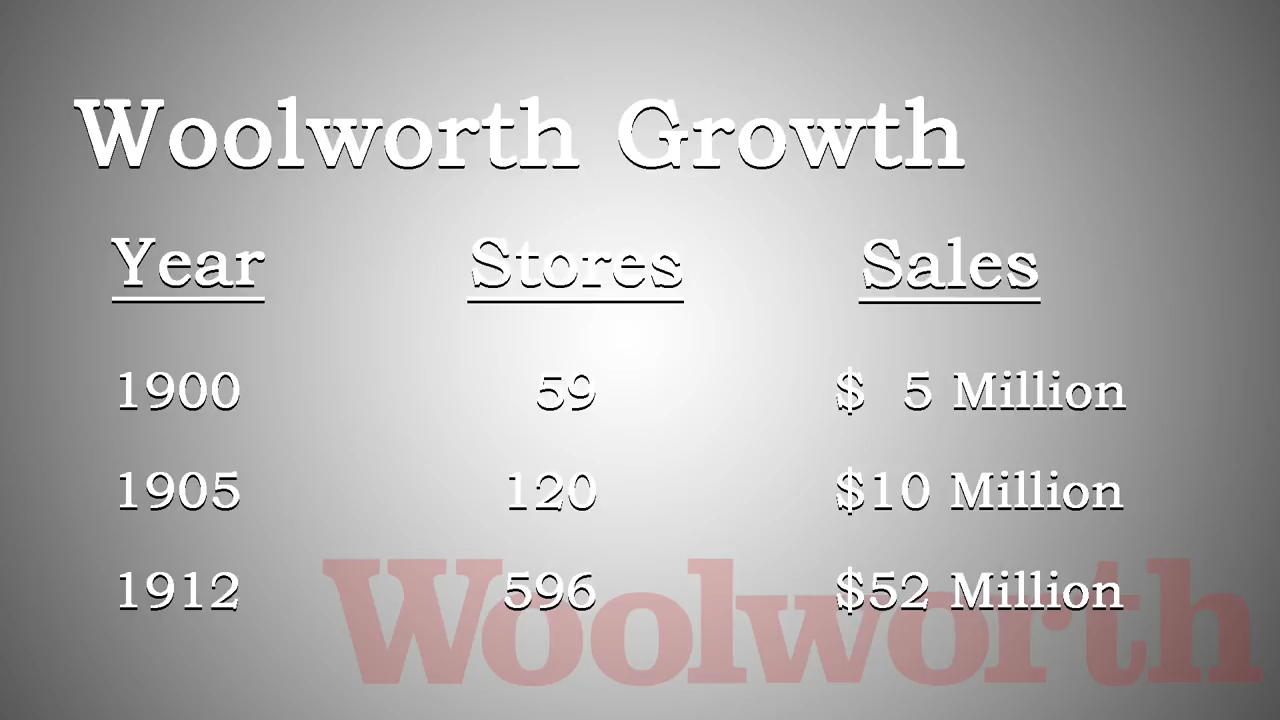 Woolworth Growth
Year Stores Sales
1900 59 $ 5 Million
1905 120 $10 Million
1912 596 $52 Million
Woolworth